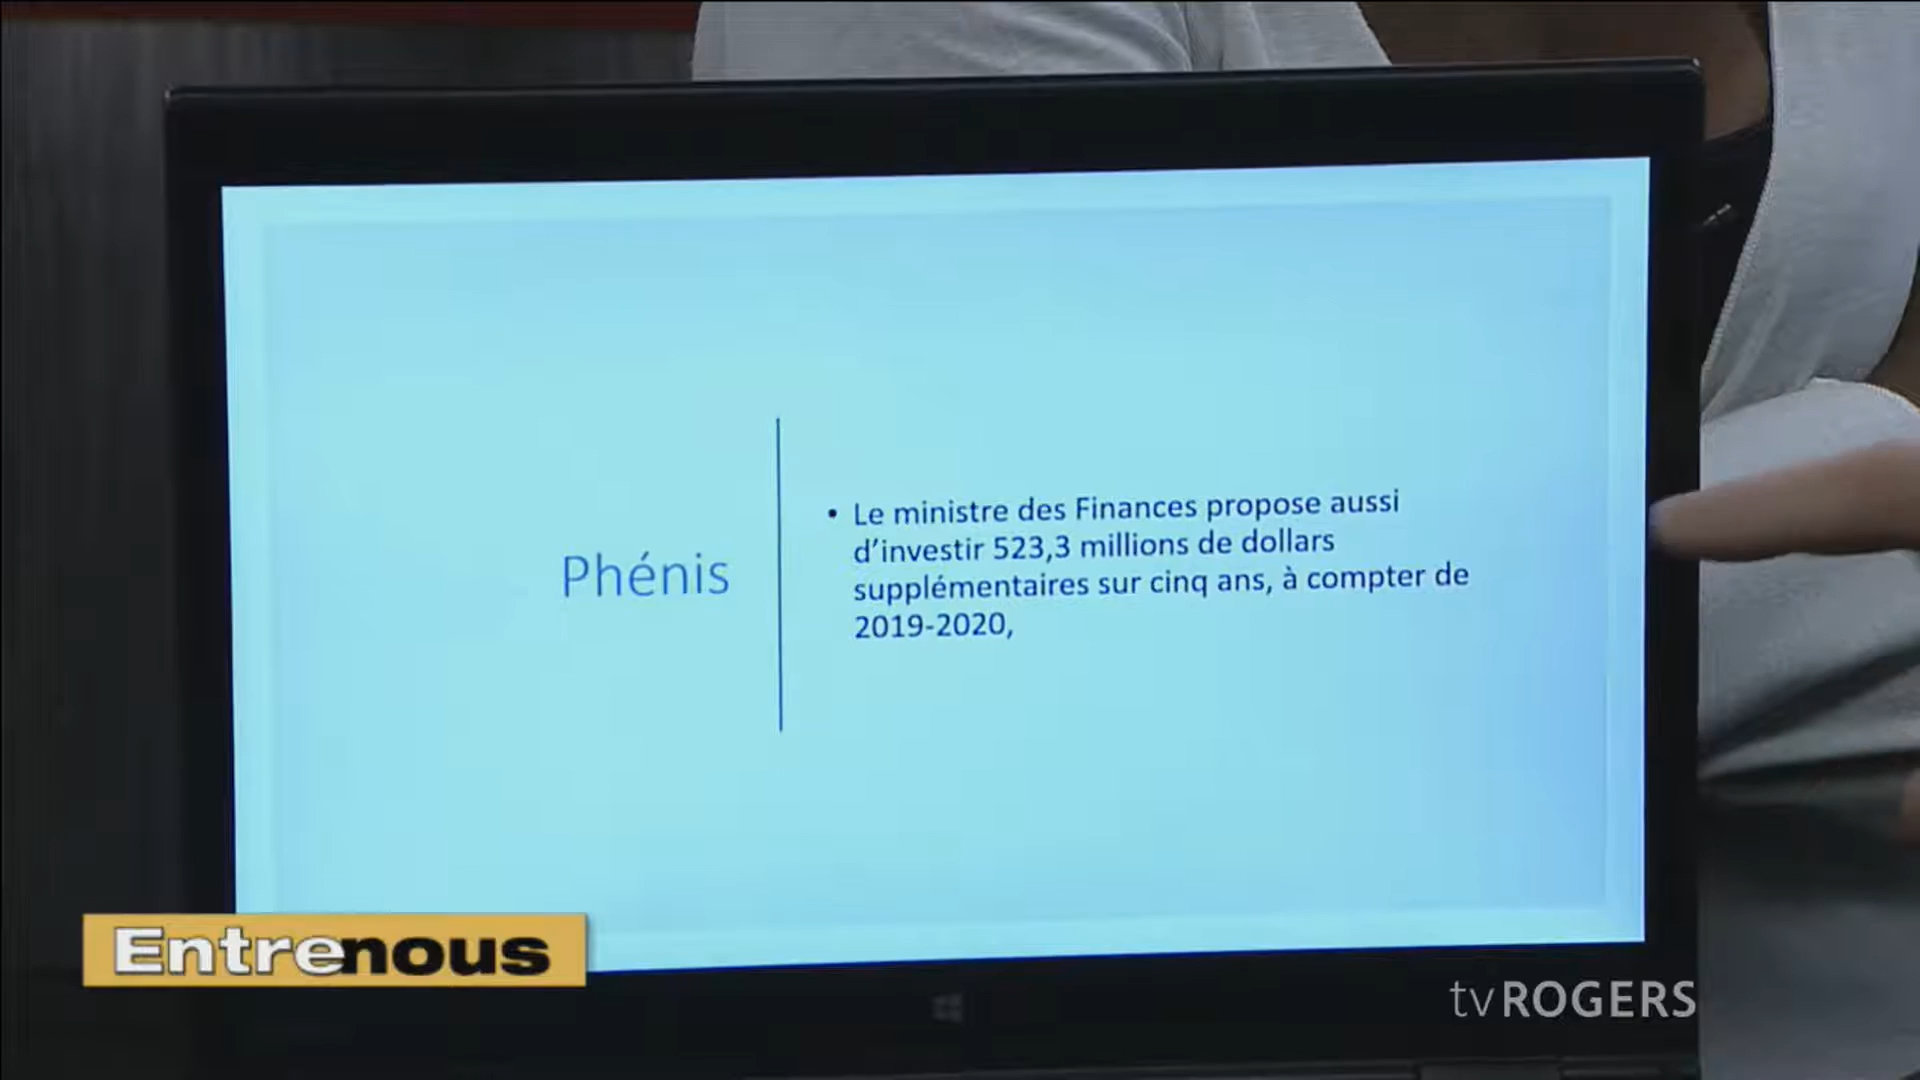 Phénis
• Le ministre des Finances propose aussi
d'investir 523,3 millions de dollars
supplémentaires sur cinq ans, à compter de
2019-2020,
Entrenous
tvROGERS